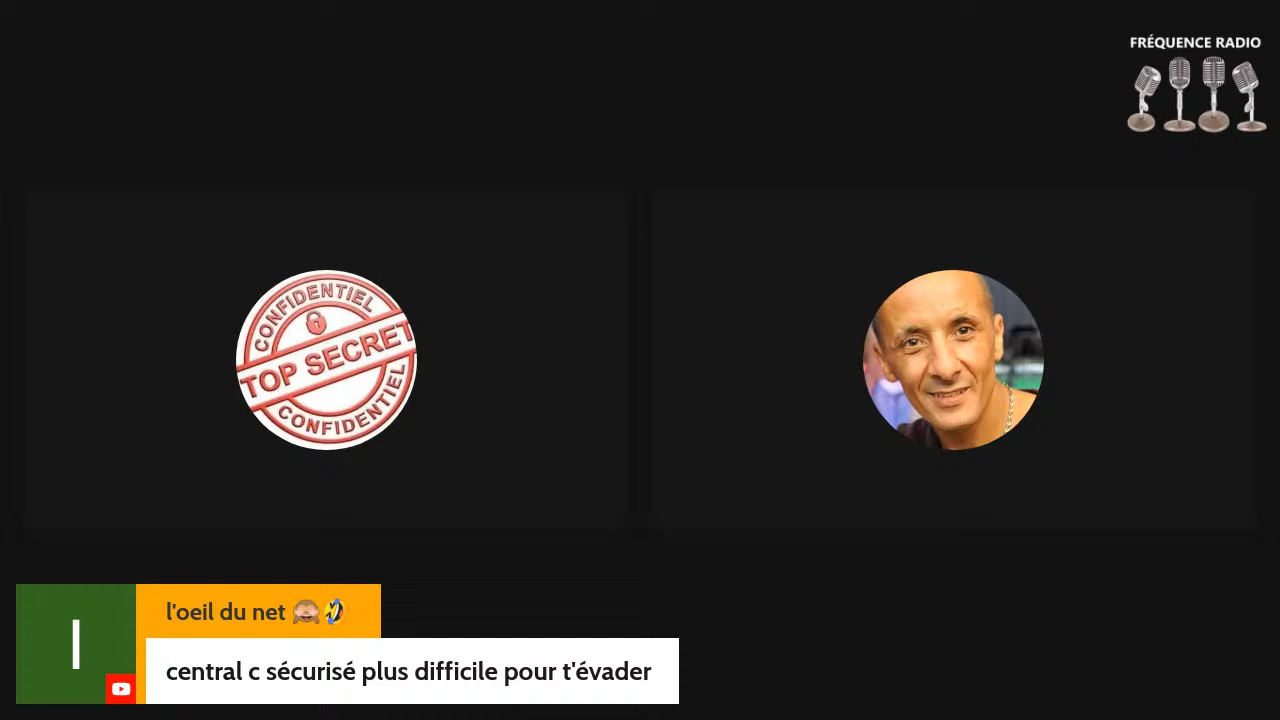 FRÉQUENCE RADIO
CONFIDENTIEL
TOP SECRET
CONFIDENTIEL
l'oeil du net 🙈🤣
I
central c sécurisé plus difficile pour t'évader